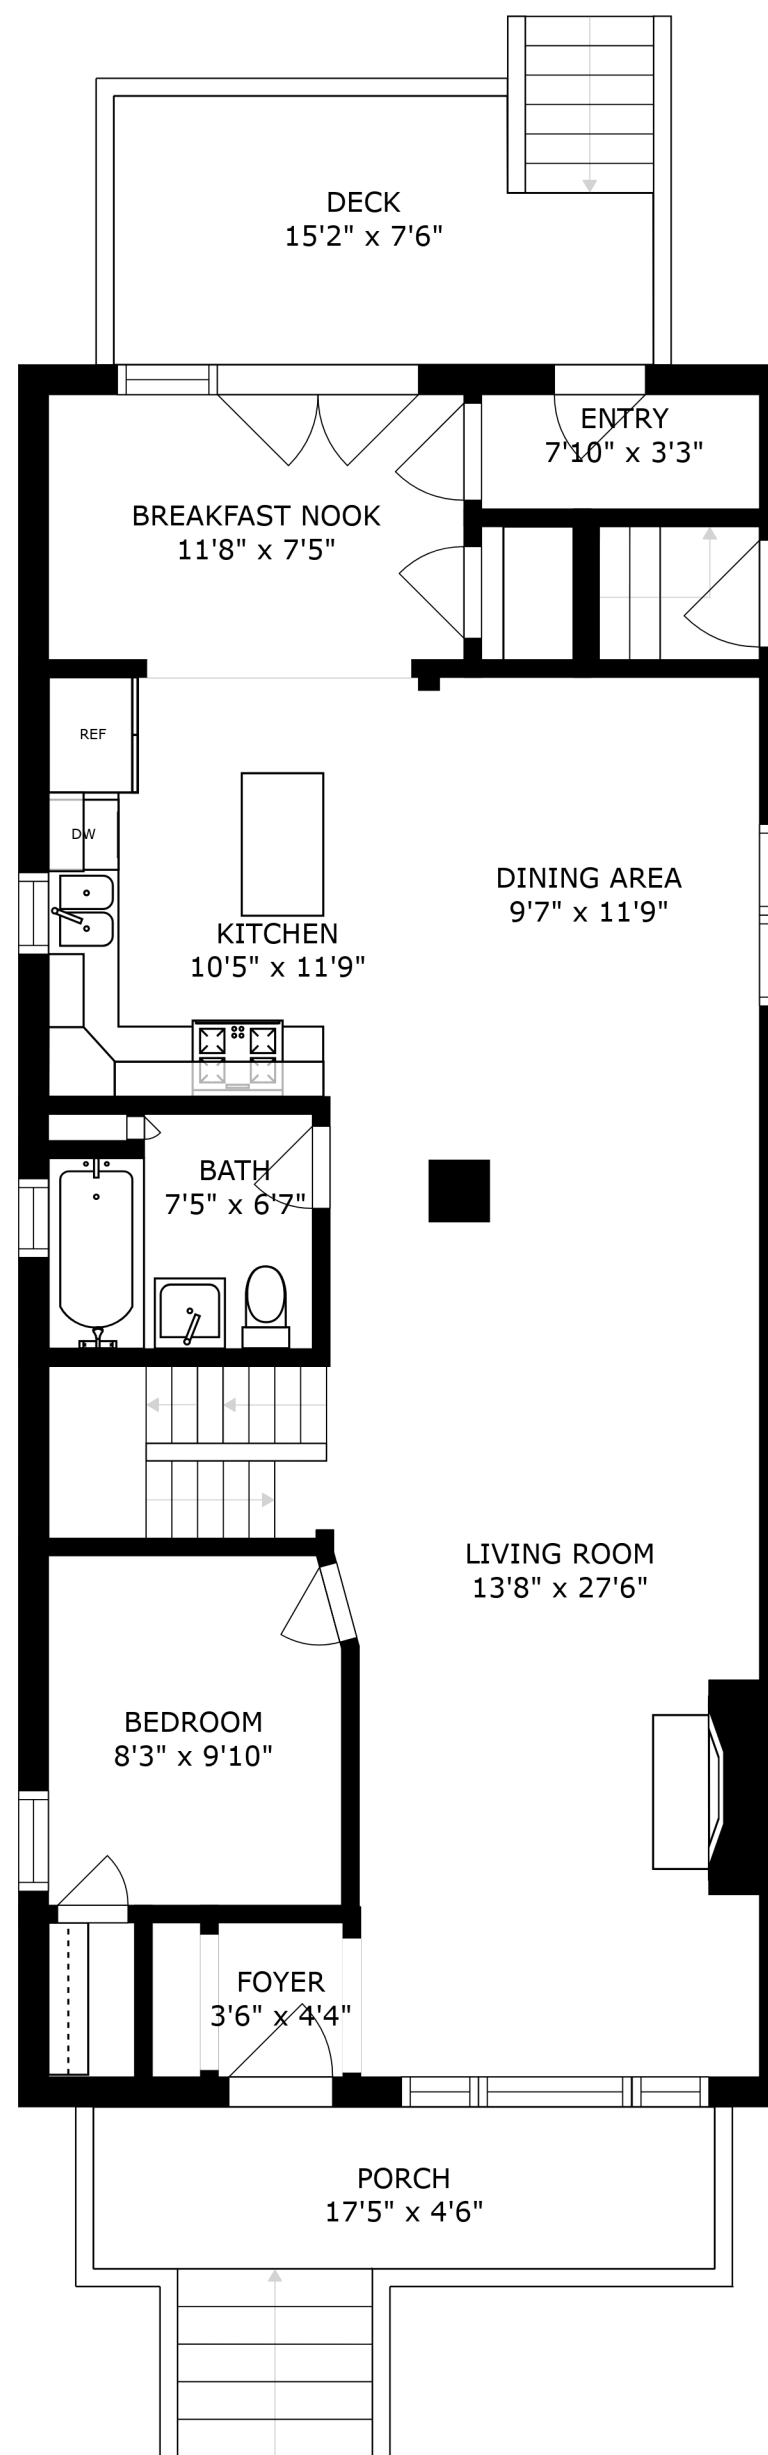 DECK
15'2" x 7'6"
ENTRY
7'10" x 3'3"
BREAKFAST NOOK
11'8" x 7'5"
REF
DW
DINING AREA
9'7" x 11'9"
KITCHEN
10'5" x 11'9"
BATH
7'5" x 6'7"
LIVING ROOM
13'8" x 27'6"
BEDROOM
8'3" x 9'10"
FOYER
3'6" x 4'4"
PORCH
17'5" x 4'6"